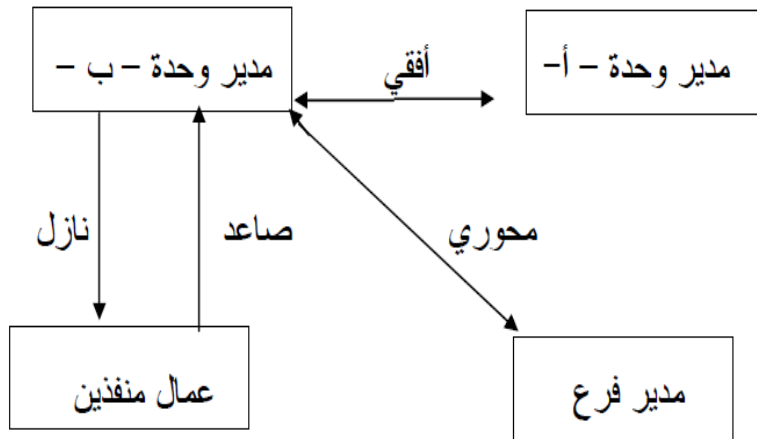 مدير وحدة – أ-
أفقي
مدير وحدة – ب –
محوري
صاعد
نازل
مدير فرع
عمال منفذين